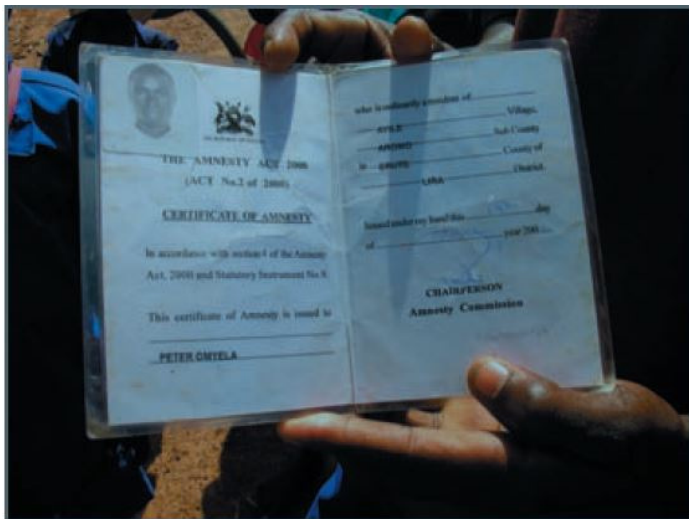 THE AMNESTY ACT 2000
(ACT No.2 of 2000)
CERTIFICATE OF AMNESTY
In accordance with section 4 of the Amnesty
Act, 2000 and Statutory Instrument No.
This certificate of Amnesty is issued to
PETER OMYELA
who is ordinarily a resident of
Village,
Sub County
AROMO
in County of
LIRA District.
Issued under my hand this day
of year 200
CHAIRPERSON
Amnesty Commission